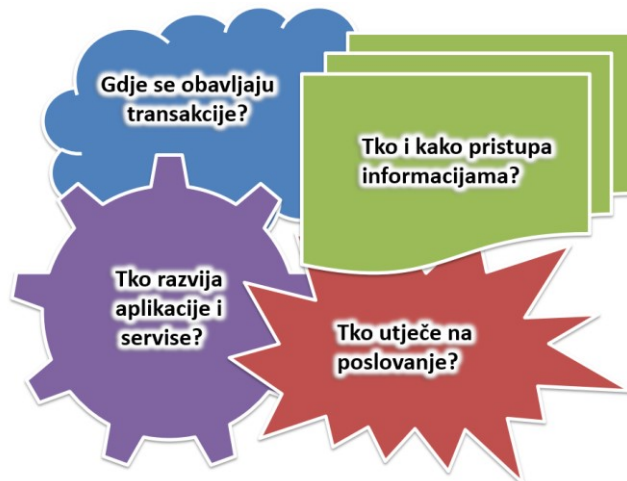 Gdje se obavljaju
transakcije?
Tko i kako pristupa
informacijama?
Tko razvija
aplikacije i
servise?
Tko utječe na
poslovanje?